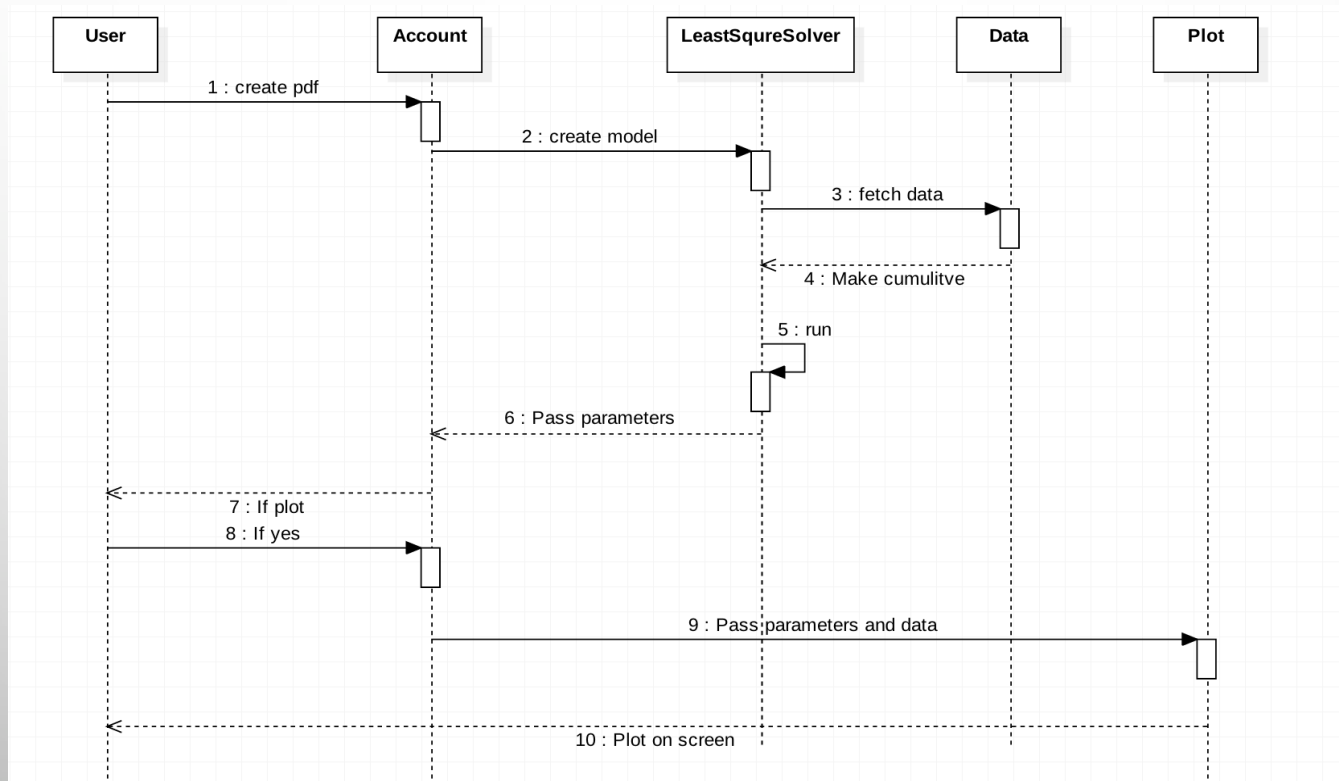 User
Account
LeastSqureSolver
Data
Plot
1 : create pdf
2 : create model
3 : fetch data
4 : Make cumulitve
5 : run
6 : Pass parameters
7 : If plot
8 : If yes
9 : Pass parameters and data
10 : Plot on screen